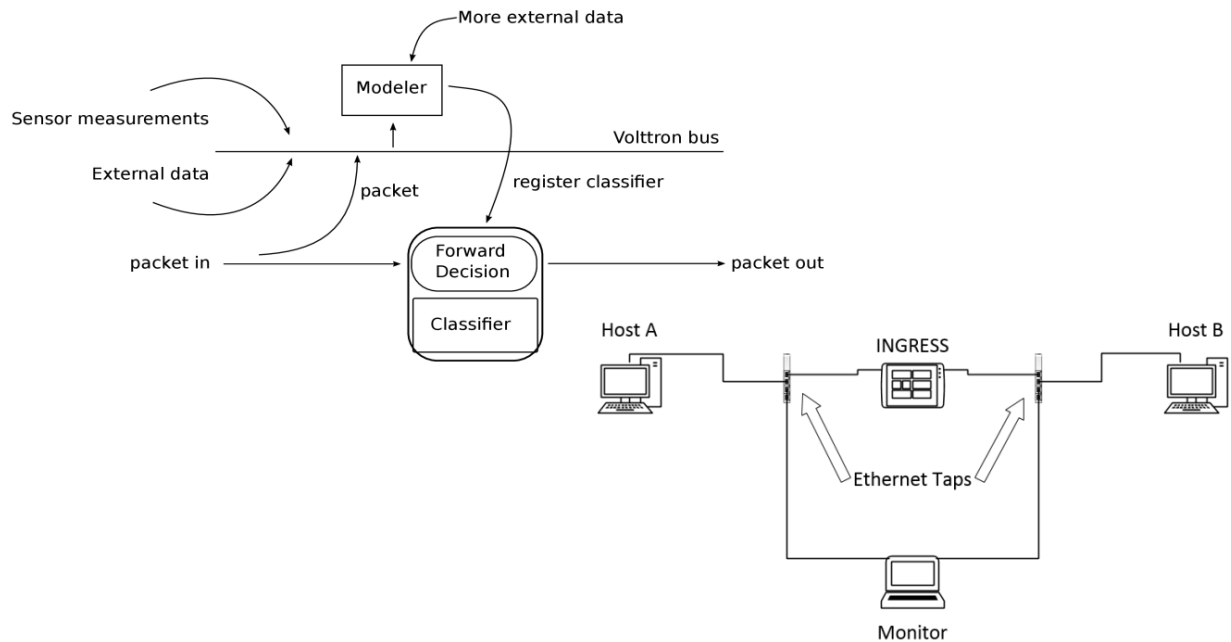 More external data
Modeler
Sensor measurements
Volttron bus
External data
packet
register classifier
packet in
Forward
Decision
packet out
Classifier
Host A
INGRESS
Host B
Ethernet Taps
Monitor